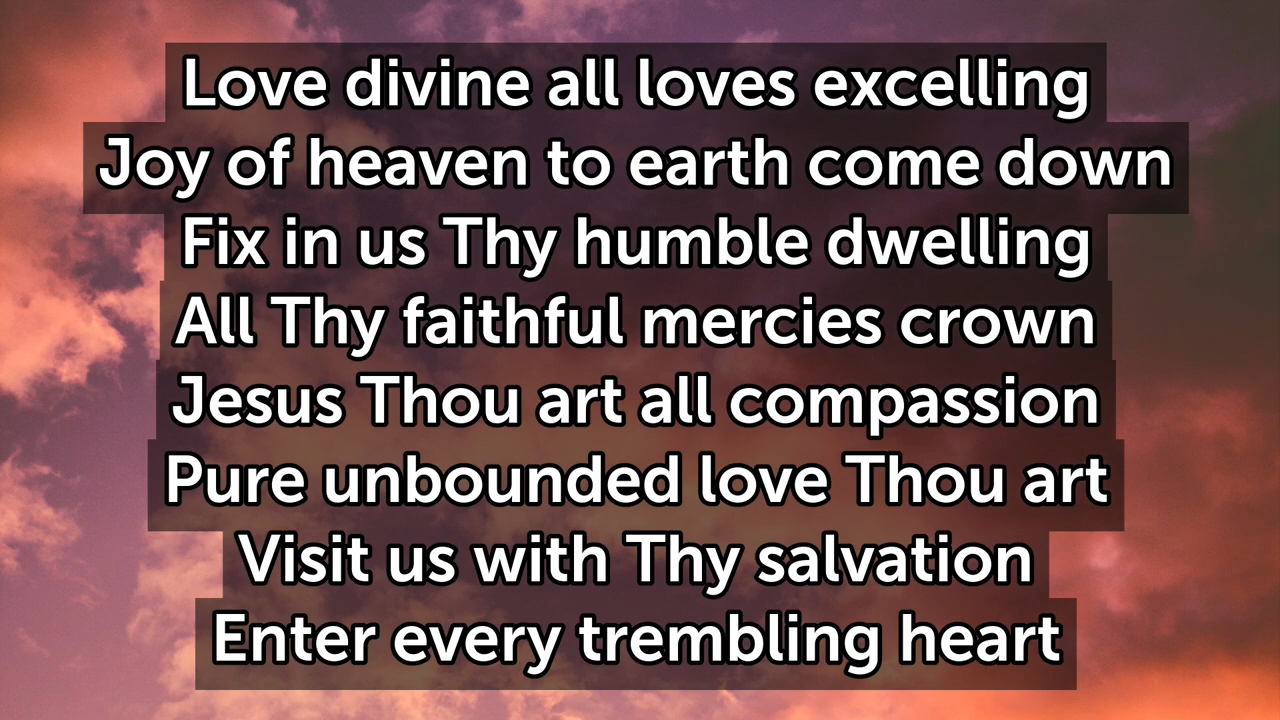 Love divine all loves excelling
Joy of heaven to earth come down
Fix in us Thy humble dwelling
All Thy faithful mercies crown
Jesus Thou art all compassion
Pure unbounded love Thou art
Visit us with Thy salvation
Enter every trembling heart